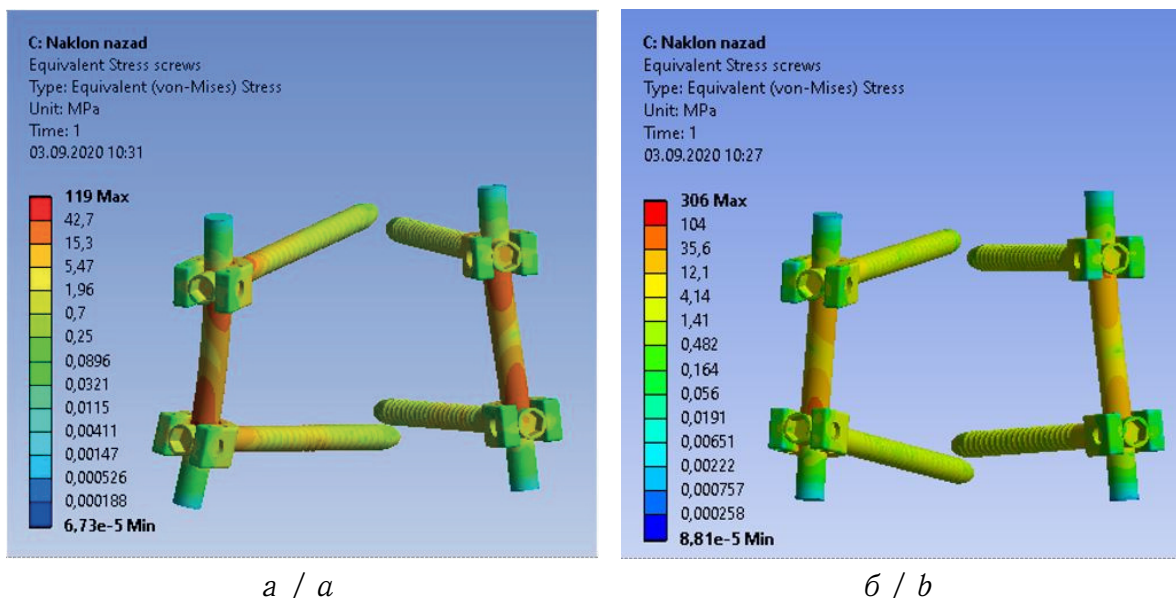 C: Naklon nazad
Equivalent Stress screws
Type: Equivalent (von-Mises) Stress
Unit: MPa
Time: 1
03.09.2020 10:31
119 Max
42,7
15,3
5,47
1,96
0,7
0,25
0,0896
0,0321
0,0115
0,00411
0,00147
0,000526
0,000188
6,73e-5 Min
C: Naklon nazad
Equivalent Stress screws
Type: Equivalent (von-Mises) Stress
Unit: MPa
Time: 1
03.09.2020 10:27
306 Max
104
35,6
12,1
4,14
1,41
0,482
0,164
0,056
0,0191
0,00651
0,00222
0,000757
0,000258
8,81e-5 Min
а / a
б / b